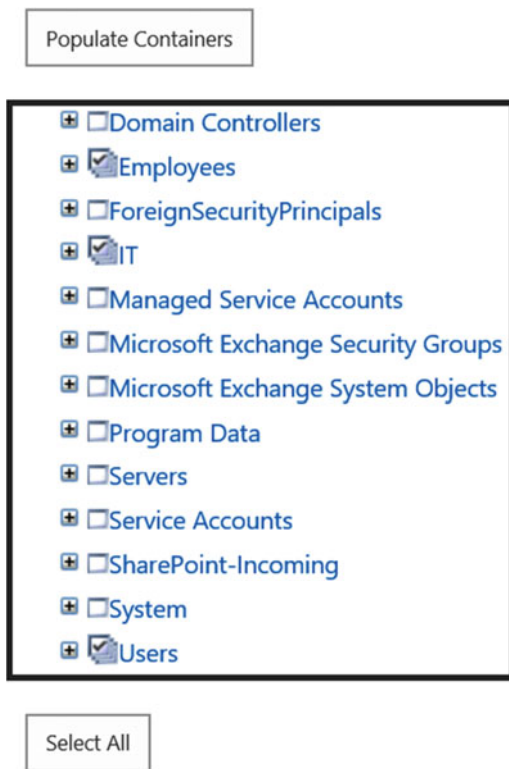 Populate Containers
Domain Controllers
Employees
ForeignSecurityPrincipals
IT
Managed Service Accounts
Microsoft Exchange Security Groups
Microsoft Exchange System Objects
Program Data
Servers
Service Accounts
SharePoint-Incoming
System
Users
Select All